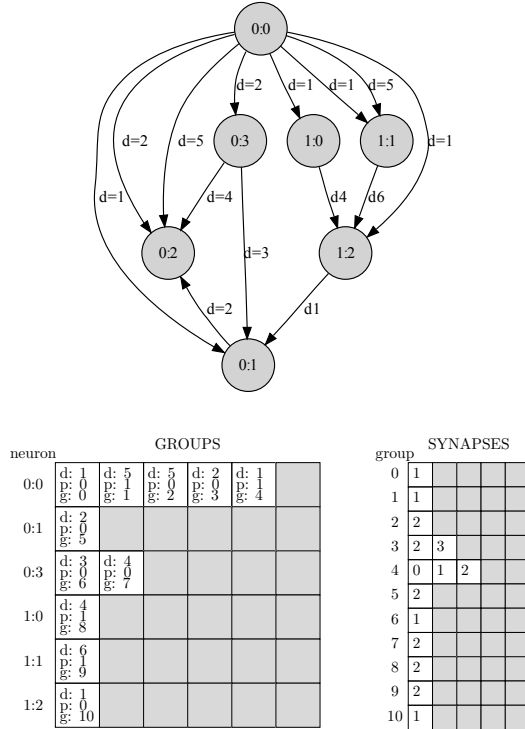 0:0
d=2
d=1
d=1
d=5
0:3
1:0
1:1
d=2
d=5
d=1
d=1
d=4
d4
d6
0:2
d=3
1:2
d=2
d1
0:1
GROUPS
neuron
0:0
d: 1
p: 0
g: 0
d: 5
p: 1
g: 1
d: 5
p: 0
g: 2
d: 2
p: 0
g: 3
d: 1
p: 1
g: 4
0:1
d: 2
p: 0
g: 5
0:3
d: 3
p: 0
g: 6
d: 4
p: 0
g: 7
1:0
d: 4
p: 1
g: 8
1:1
d: 6
p: 1
g: 9
1:2
d: 1
p: 0
g: 10
SYNAPSES
group
0 1
1 1
2 2
3 2 3
4 0 1 2
5 2
6 1
7 2
8 2
9 2
10 1